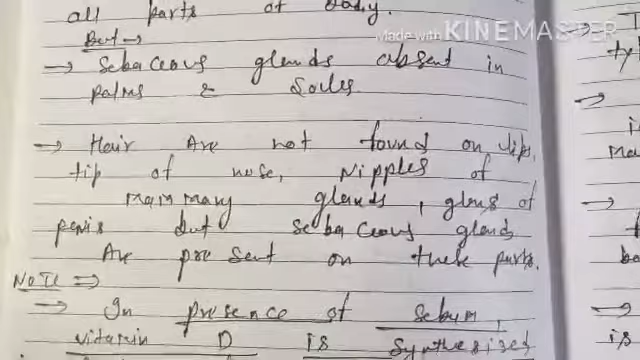 all parts of body.
But →
→ Sebaceous glands absent in
palms & Soiles
→ Hair Are not found on lips,
tip of nose, Nipples of
Mammary glands, glans of
penis but sebaceous glands
Are present on these parts.
NOTE ⇒
→ In presence of sebum,
vitamin D is synthesised
Made with KINEMASTER